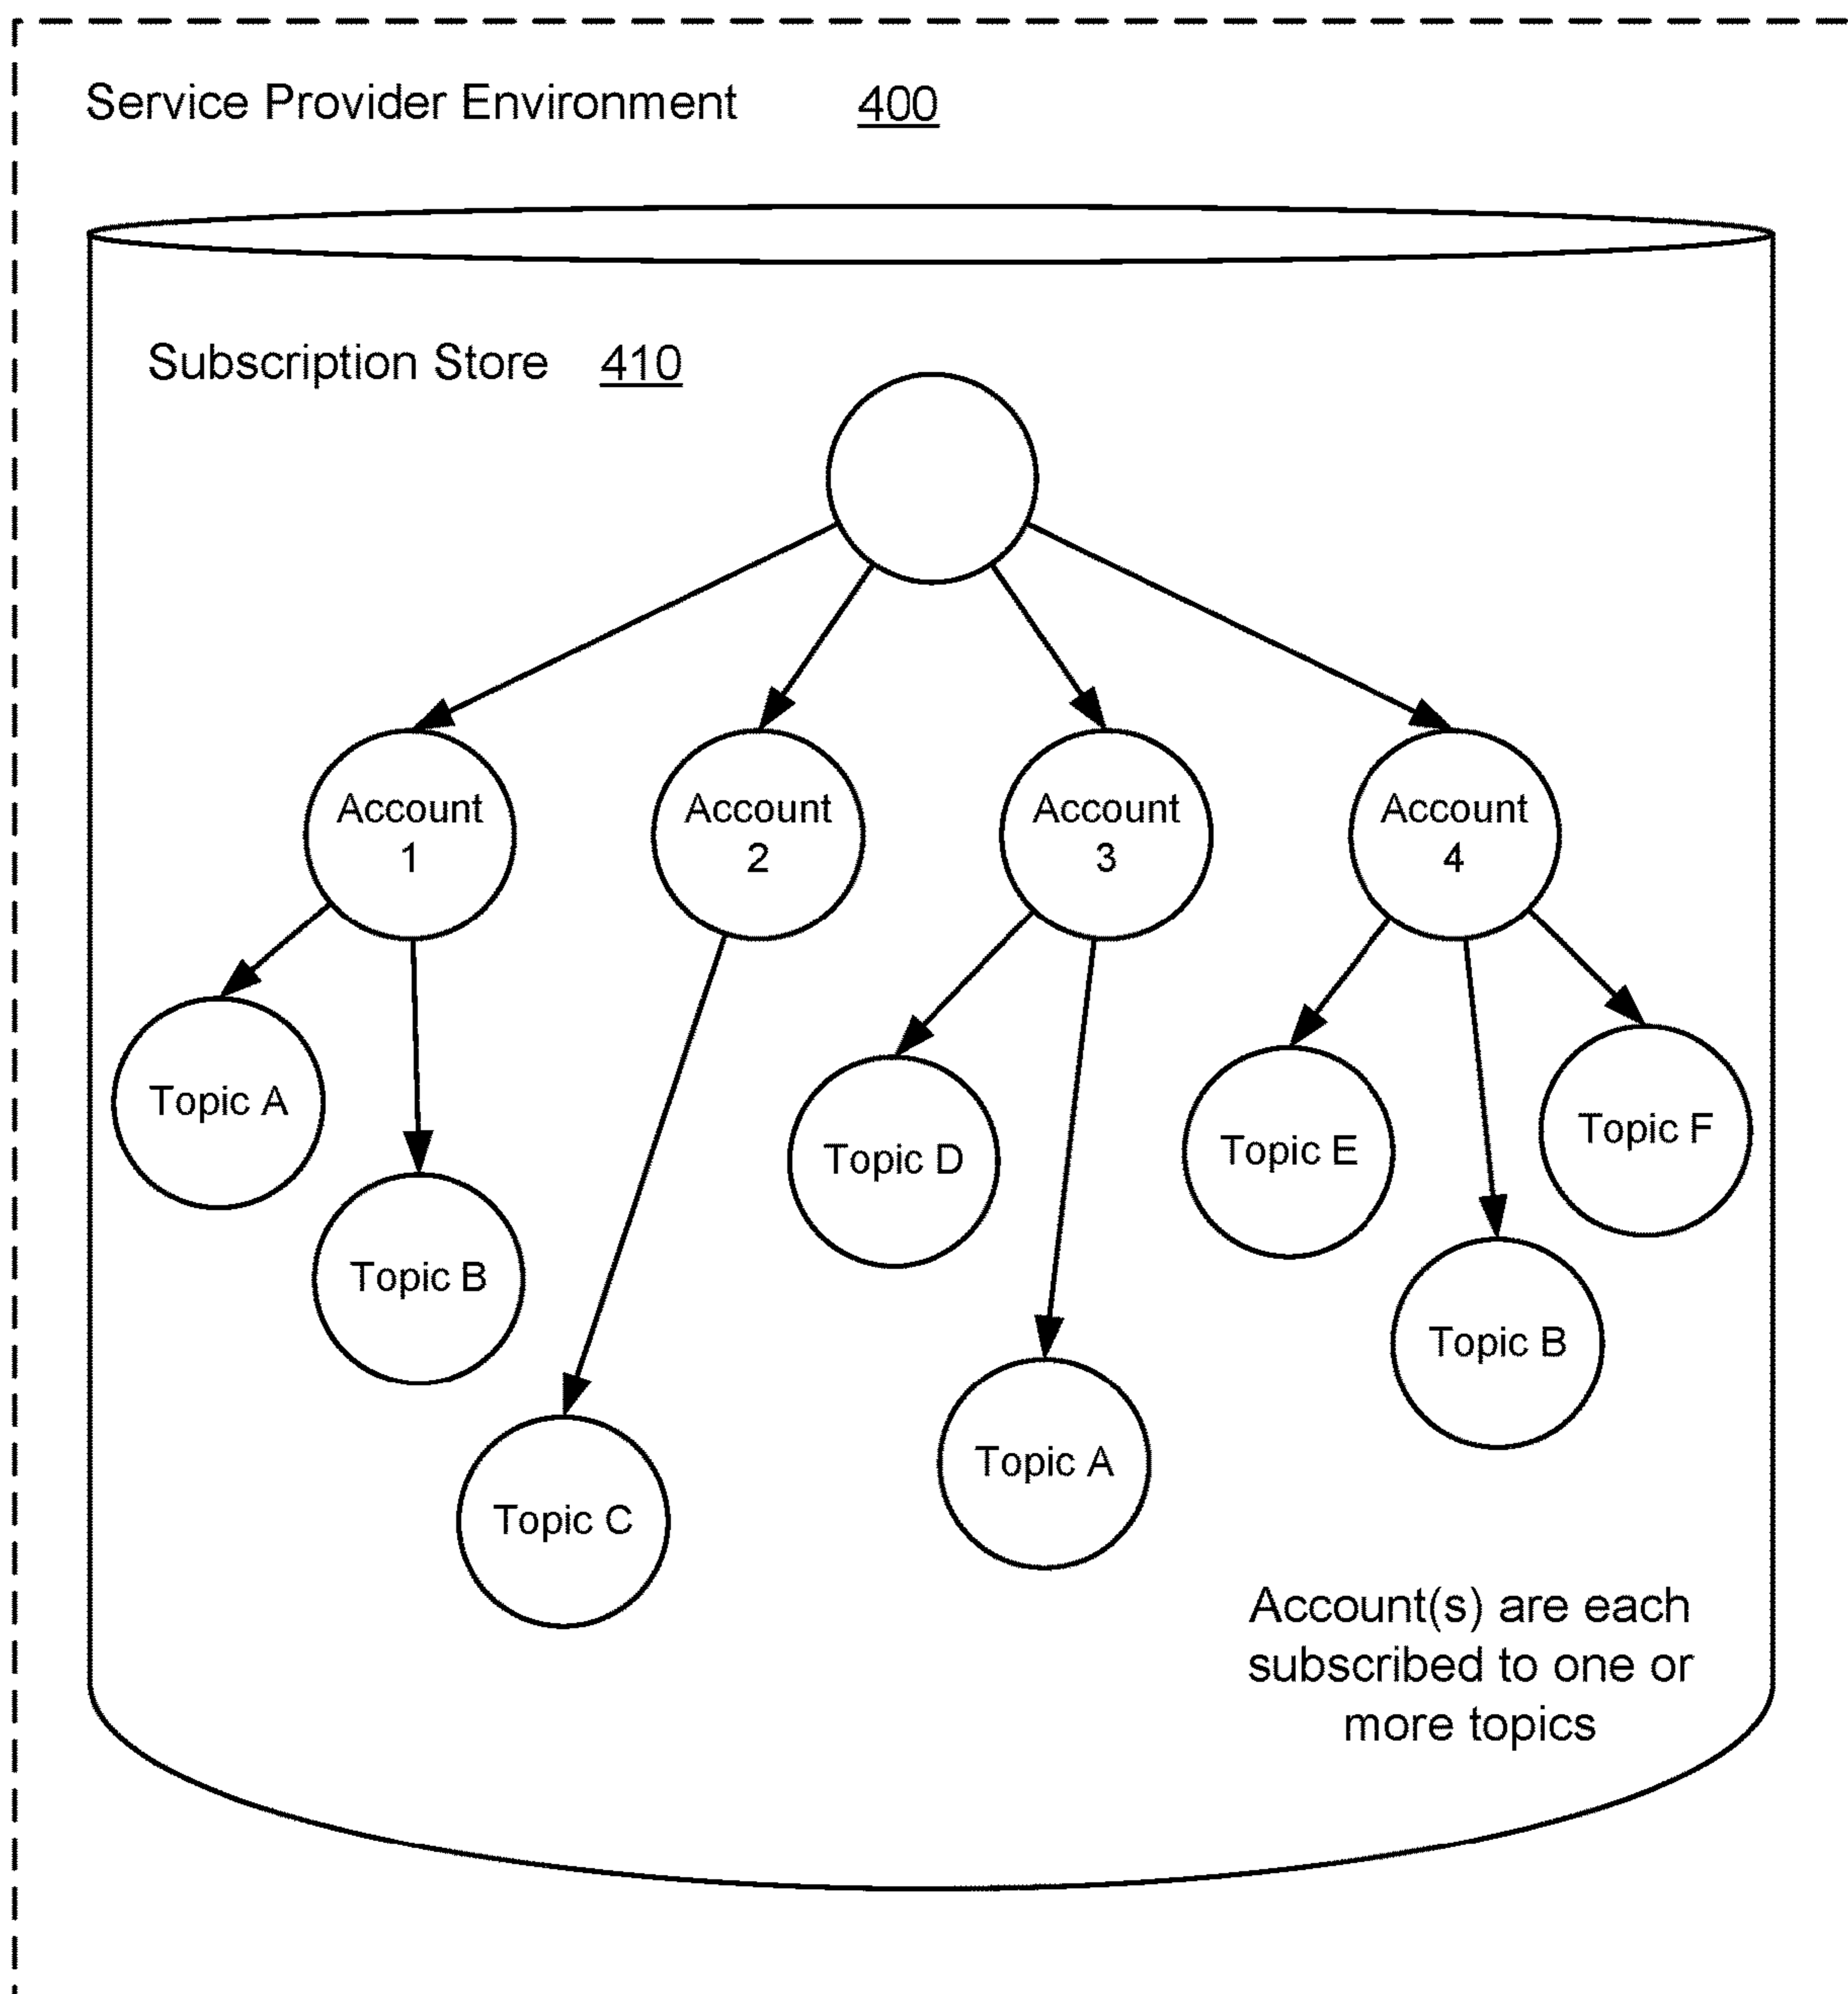 Service Provider Environment 400
Subscription Store 410
Account
1
Account
2
Account
3
Account
4
Topic A
Topic B
Topic C
Topic D
Topic A
Topic E
Topic B
Topic F
Account(s) are each
subscribed to one or
more topics